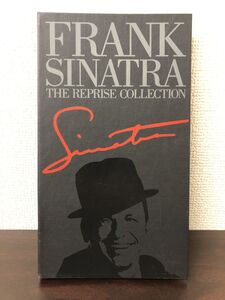 FRANK
SINATRA
THE REPRISE COLLECTION
Sinatra